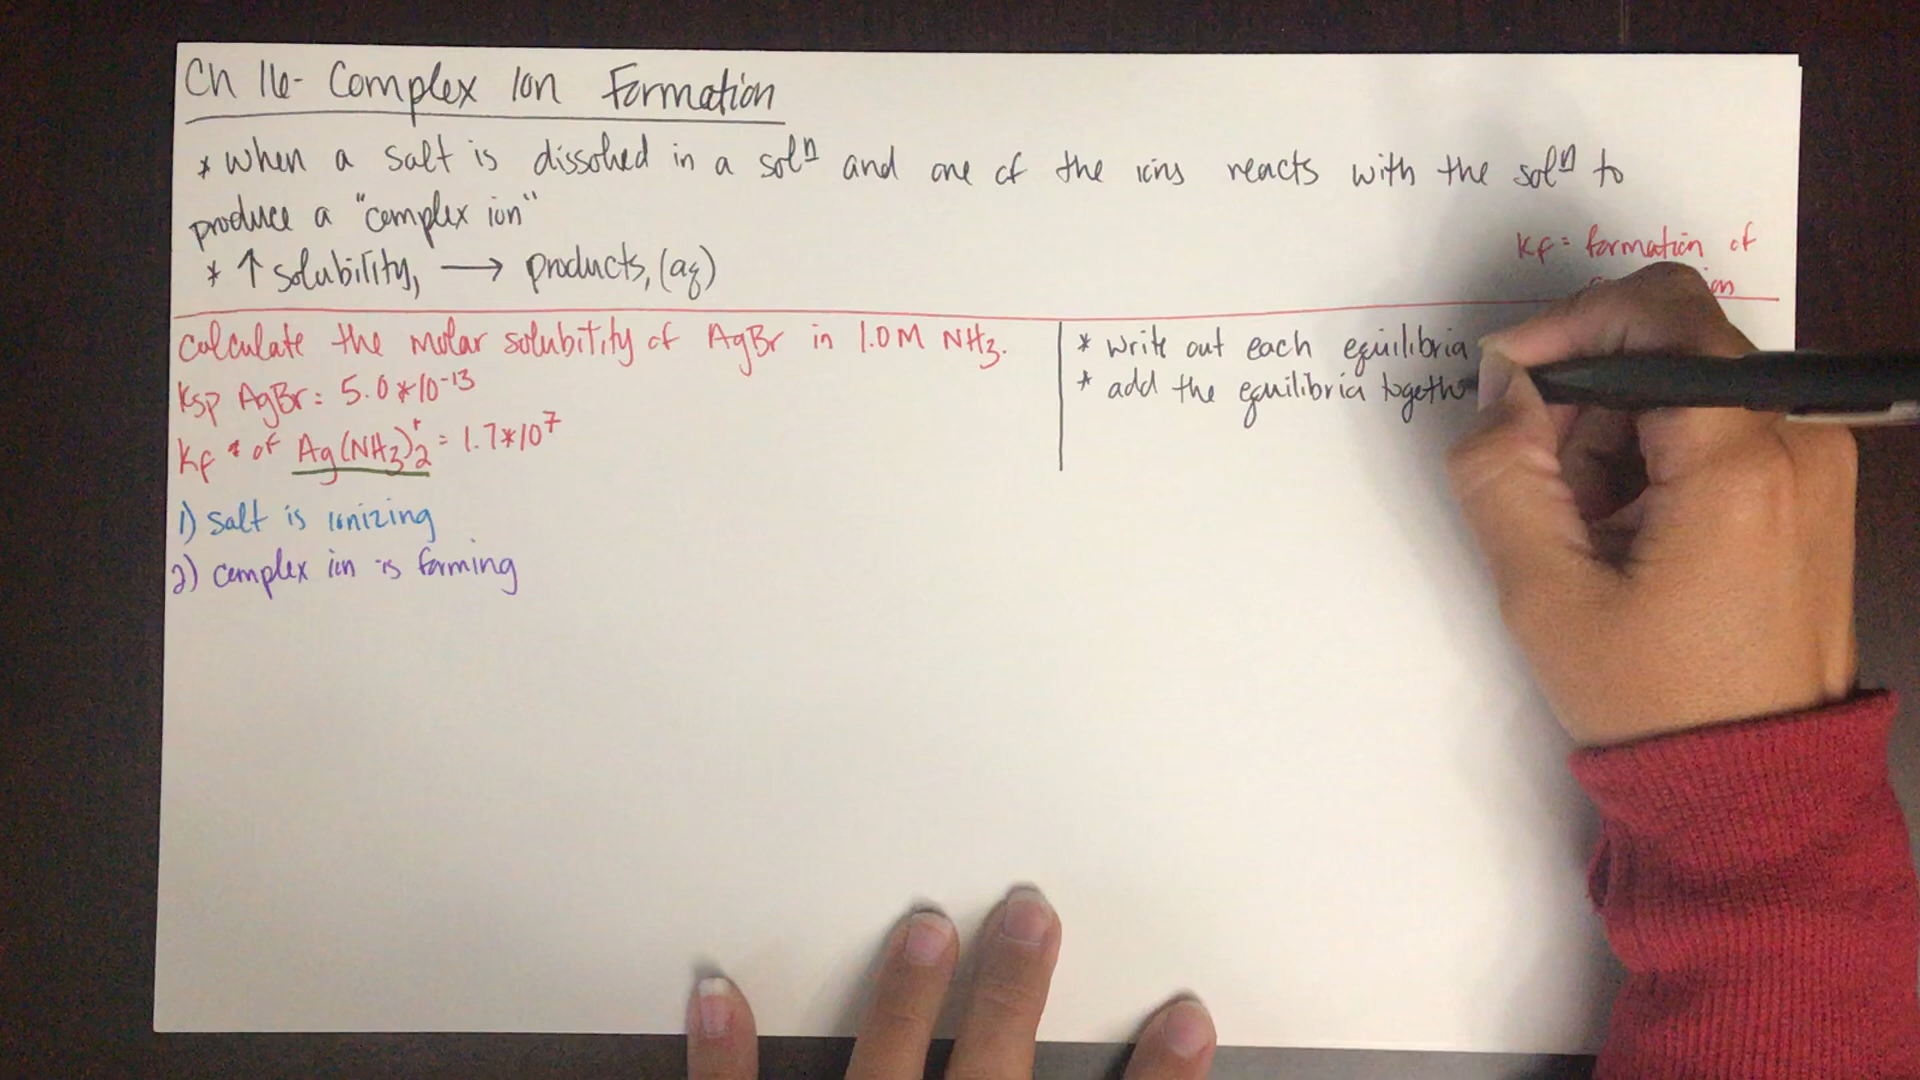 Ch 16- Complex Ion Formation
* When a salt is dissolved in a solⁿ and one of the ions reacts with the solⁿ to
produce a "complex ion"
* ↑ solubility, → products, (aq)
Kf = formation of
ion
Calculate the molar solubility of AgBr in 1.0M NH₃.
Ksp AgBr = 5.0*10⁻¹³
Kf * of Ag(NH₃)₂⁺ = 1.7*10⁷
1) salt is ionizing
2) complex ion is forming
* write out each equilibria
* add the equilibria togeth